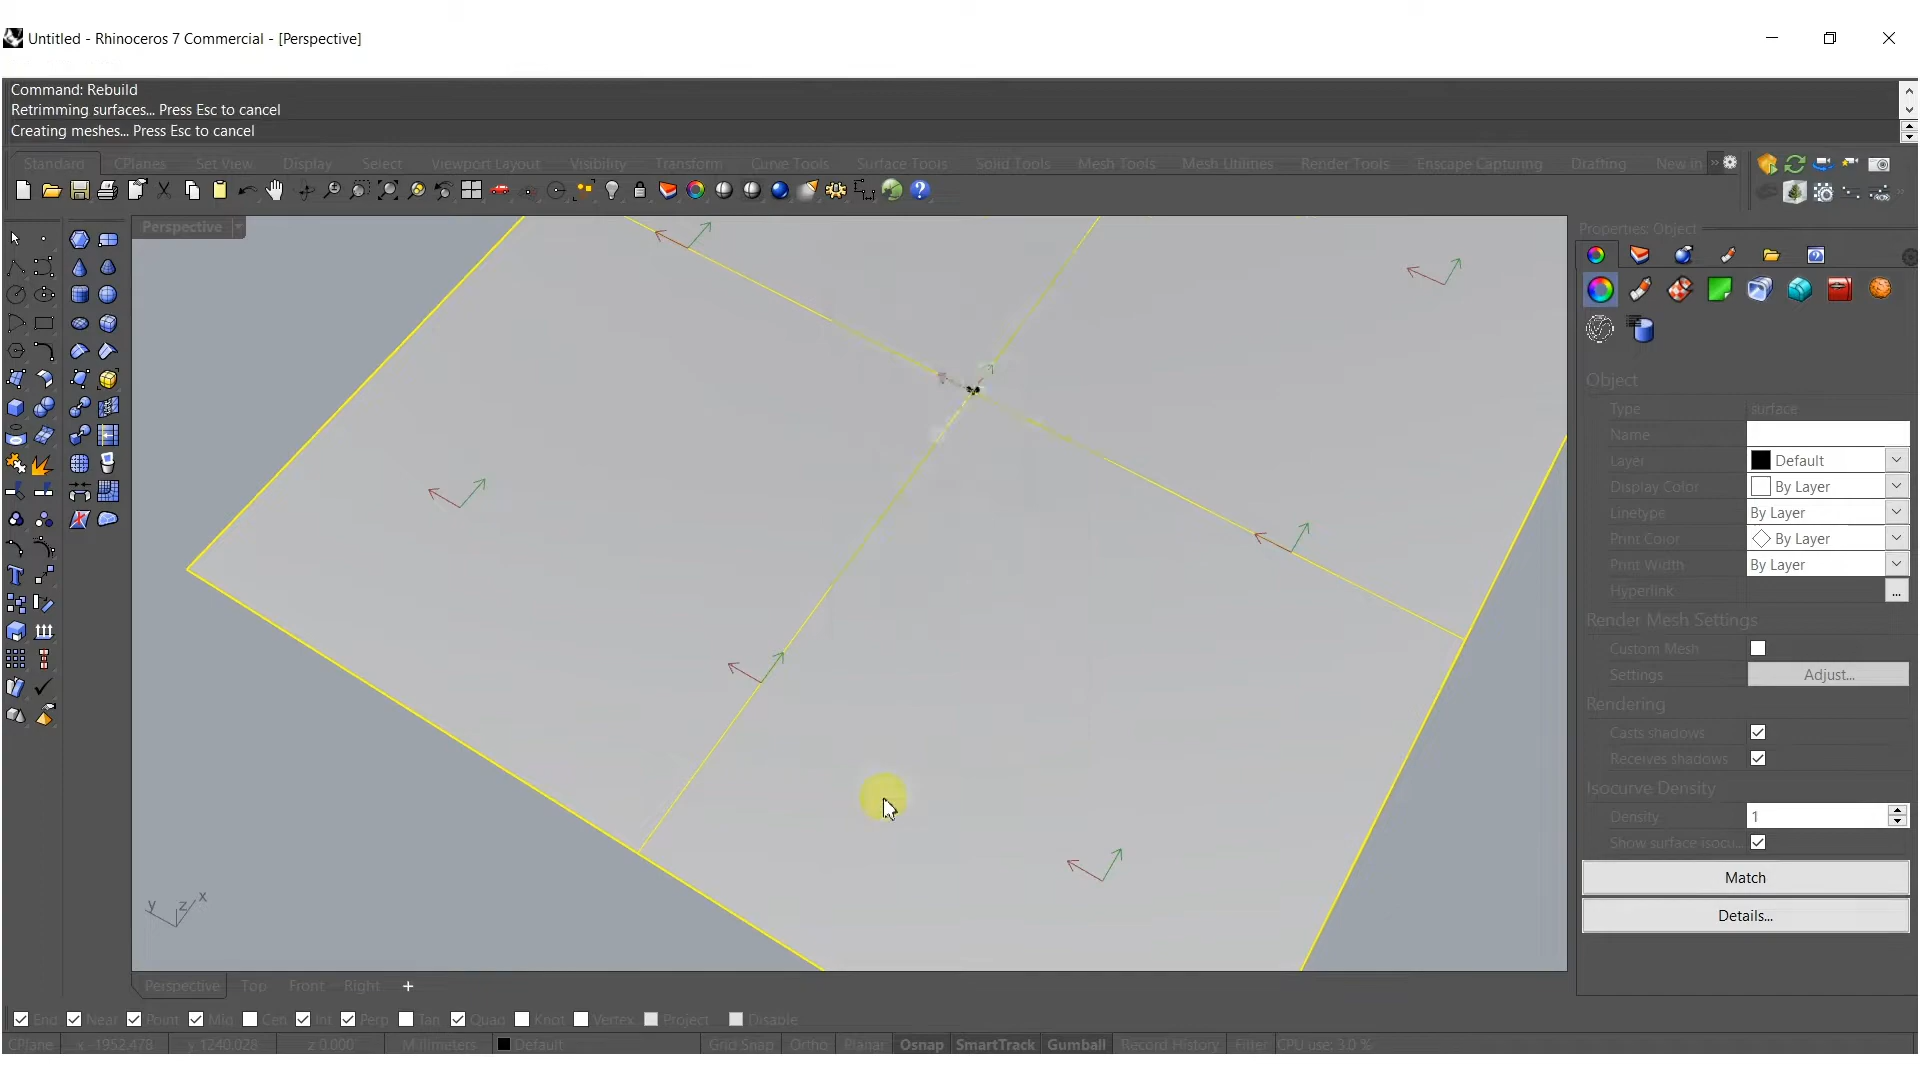 Untitled - Rhinoceros 7 Commercial - [Perspective]
Command: Rebuild
Retrimming surfaces... Press Esc to cancel
Creating meshes... Press Esc to cancel
Standard CPlanes Set View Display Select Viewport Layout Visibility Transform Curve Tools Surface Tools Solid Tools Mesh Tools Mesh Utilities Render Tools Enscape Capturing Drafting New in »
Perspective
Properties: Object
Object
Type surface
Name
Layer Default
Display Color By Layer
Linetype By Layer
Print Color By Layer
Print Width By Layer
Hyperlink ...
Render Mesh Settings
Custom Mesh
Settings Adjust...
Rendering
Casts shadows
Receives shadows
Isocurve Density
Density 1
Show surface isocu...
Match
Details...
y z x
Perspective Top Front Right
End Near Point Mid Cen Int Perp Tan Quad Knot Vertex Project Disable
CPlane x -1952.478 y 1240.028 z 0.000 Millimeters Default Grid Snap Ortho Planar Osnap SmartTrack Gumball Record History Filter CPU use: 3.0 %